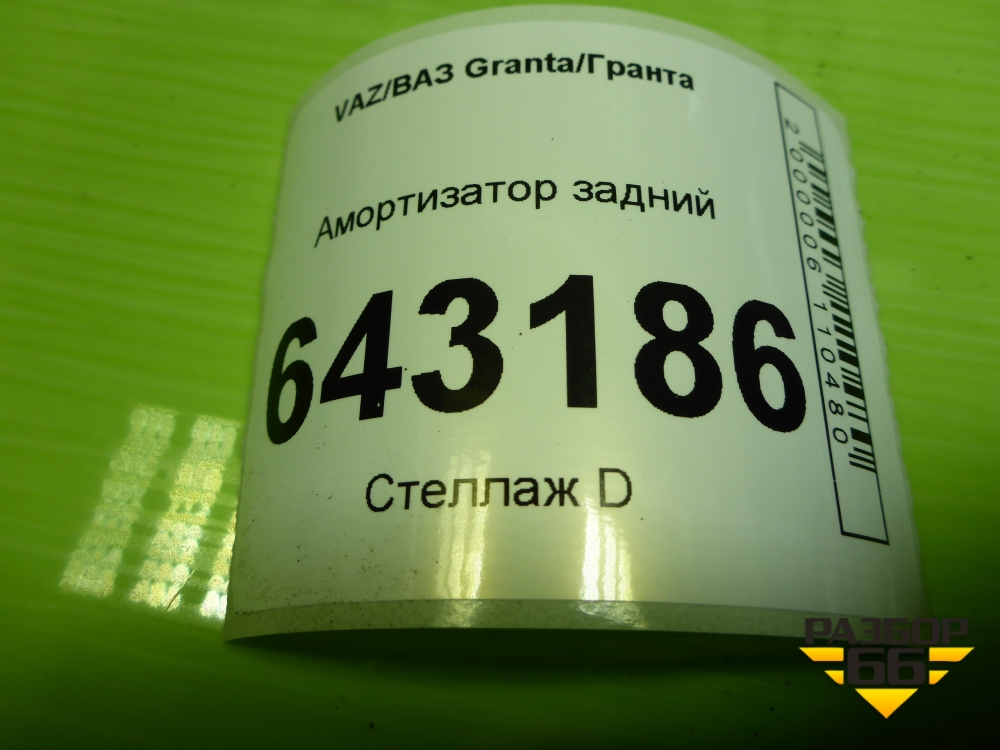 VAZ/ВАЗ Granta/Гранта
Амортизатор задний
643186
Стеллаж D
2000006110480
РАЗБОР
66